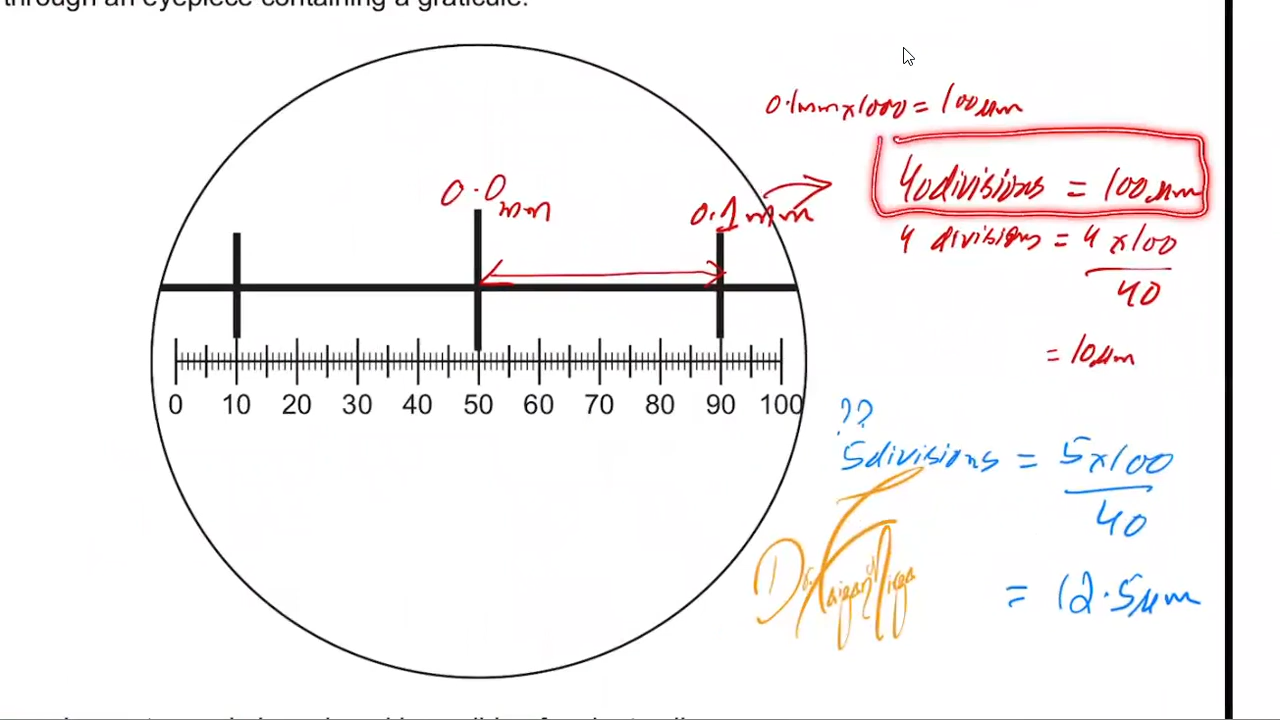 through an eyepiece containing a graticule.
0.1mm x 1000 = 100µm
40 divisions = 100µm
0.0mm
0.1mm
4 divisions = 4 x 100
40
= 10µm
0 10 20 30 40 50 60 70 80 90 100
??
5 divisions = 5 x 100
40
= 12.5µm